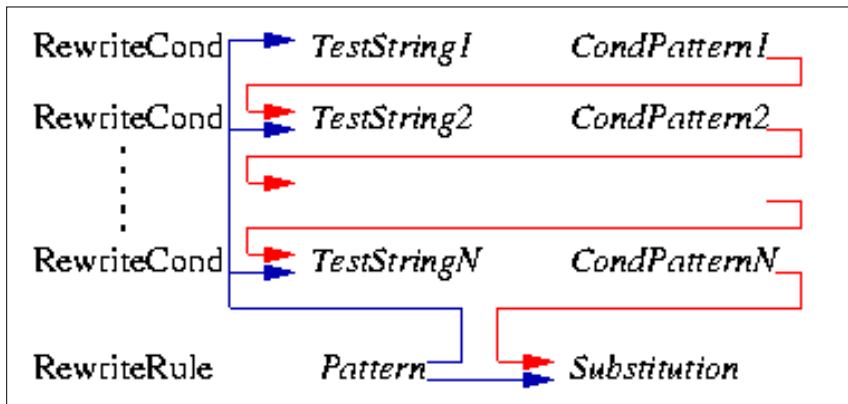 RewriteCond TestString1 CondPattern1
RewriteCond TestString2 CondPattern2
RewriteCond TestStringN CondPatternN
RewriteRule Pattern Substitution